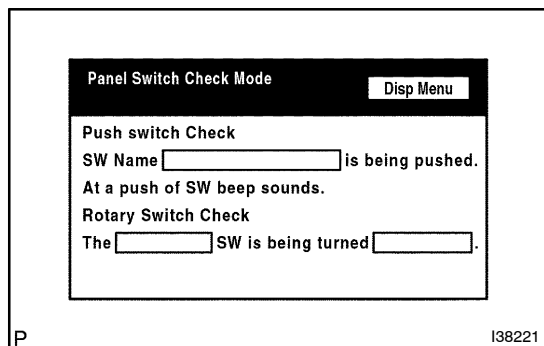 Panel Switch Check Mode
Disp Menu
Push switch Check
SW Name is being pushed.
At a push of SW beep sounds.
Rotary Switch Check
The SW is being turned .
P
I38221